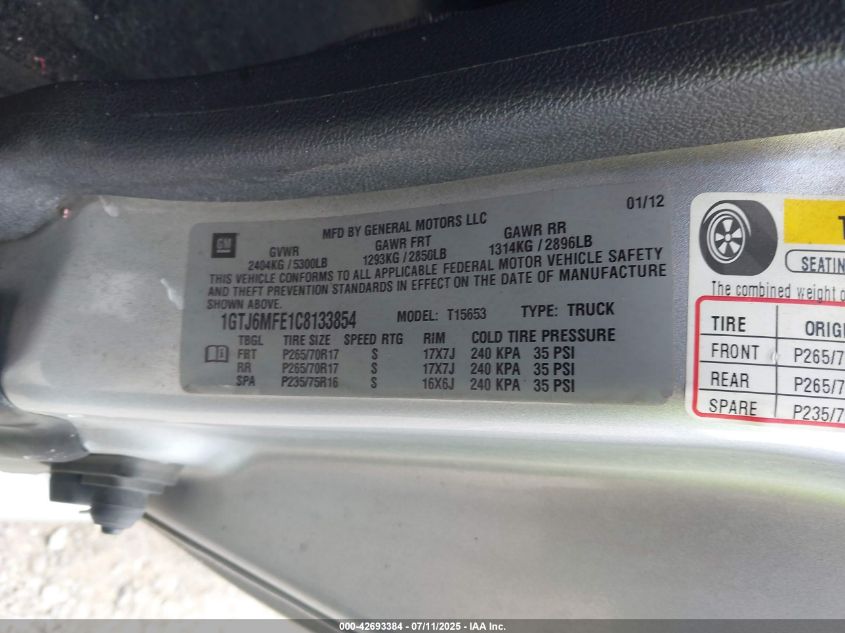 GM
MFD BY GENERAL MOTORS LLC
01/12
GVWR GAWR FRT GAWR RR
2404KG / 5300LB 1293KG / 2850LB 1314KG / 2896LB
THIS VEHICLE CONFORMS TO ALL APPLICABLE FEDERAL MOTOR VEHICLE SAFETY
AND THEFT PREVENTION STANDARDS IN EFFECT ON THE DATE OF MANUFACTURE
SHOWN ABOVE.
1GTJ6MFE1C8133854 MODEL: T15653 TYPE: TRUCK
TBGL TIRE SIZE SPEED RTG RIM COLD TIRE PRESSURE
FRT P265/70R17 S 17X7J 240 KPA 35 PSI
RR P265/70R17 S 17X7J 240 KPA 35 PSI
SPA P235/75R16 S 16X6J 240 KPA 35 PSI
SEATIN
The combined weight o
TIRE ORIGI
FRONT P265/7
REAR P265/7
SPARE P235/7
000-42693384 - 07/11/2025 - IAA Inc.